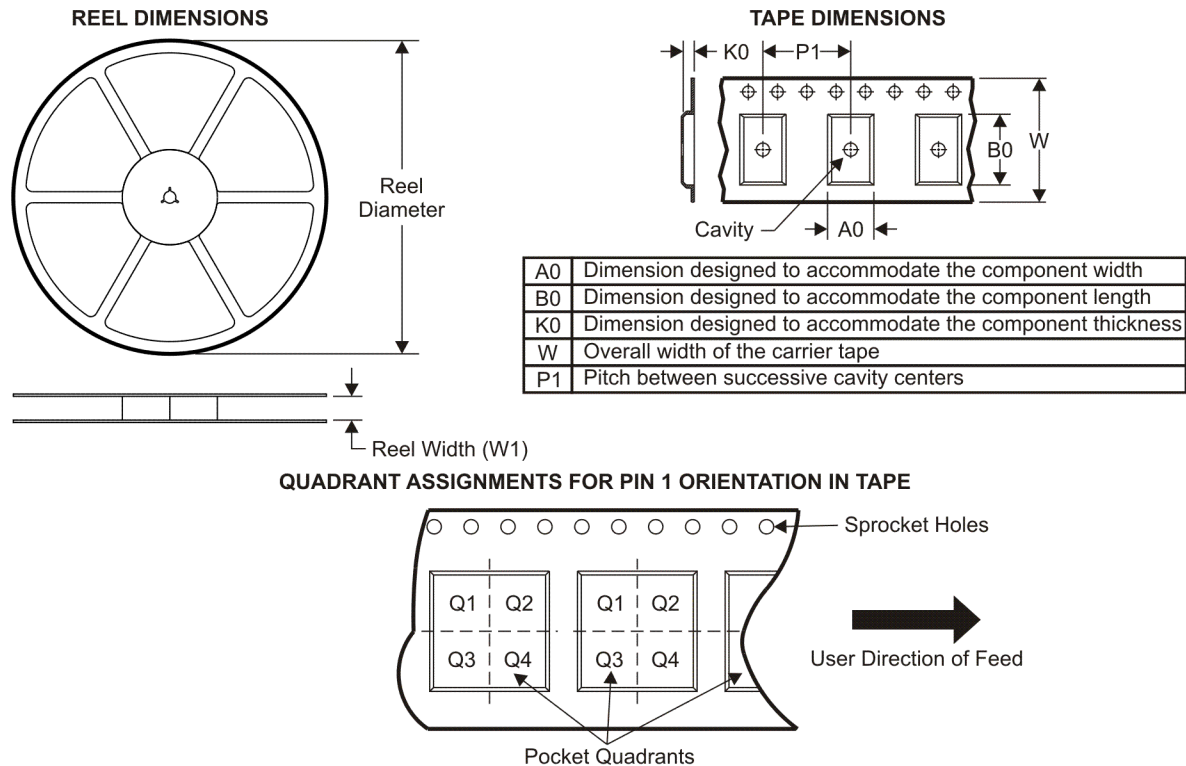 REEL DIMENSIONS
Reel
Diameter
Reel Width (W1)
TAPE DIMENSIONS
K0
P1
B0
W
Cavity
A0
A0 Dimension designed to accommodate the component width
B0 Dimension designed to accommodate the component length
K0 Dimension designed to accommodate the component thickness
W Overall width of the carrier tape
P1 Pitch between successive cavity centers
QUADRANT ASSIGNMENTS FOR PIN 1 ORIENTATION IN TAPE
Sprocket Holes
Q1 Q2 Q1 Q2
Q3 Q4 Q3 Q4
User Direction of Feed
Pocket Quadrants